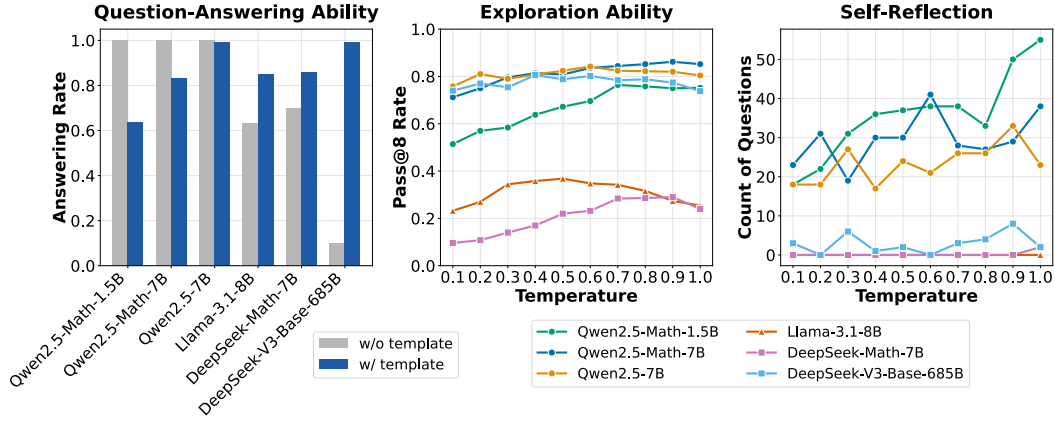 Question-Answering Ability
Answering Rate
1.0
0.8
0.6
0.4
0.2
0.0
Qwen2.5-Math-1.5B
Qwen2.5-Math-7B
Qwen2.5-7B
Llama-3.1-8B
DeepSeek-Math-7B
DeepSeek-V3-Base-685B
w/o template
w/ template
Exploration Ability
Pass@8 Rate
1.0
0.8
0.6
0.4
0.2
0.0
0.1 0.2 0.3 0.4 0.5 0.6 0.7 0.8 0.9 1.0
Temperature
Self-Reflection
Count of Questions
50
40
30
20
10
0
0.1 0.2 0.3 0.4 0.5 0.6 0.7 0.8 0.9 1.0
Temperature
Qwen2.5-Math-1.5B
Qwen2.5-Math-7B
Qwen2.5-7B
Llama-3.1-8B
DeepSeek-Math-7B
DeepSeek-V3-Base-685B